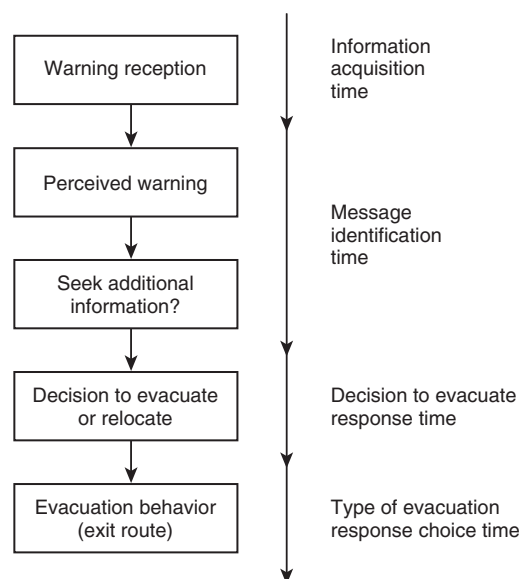 Warning reception
Information
acquisition
time
Perceived warning
Message
identification
time
Seek additional
information?
Decision to evacuate
or relocate
Decision to evacuate
response time
Evacuation behavior
(exit route)
Type of evacuation
response choice time